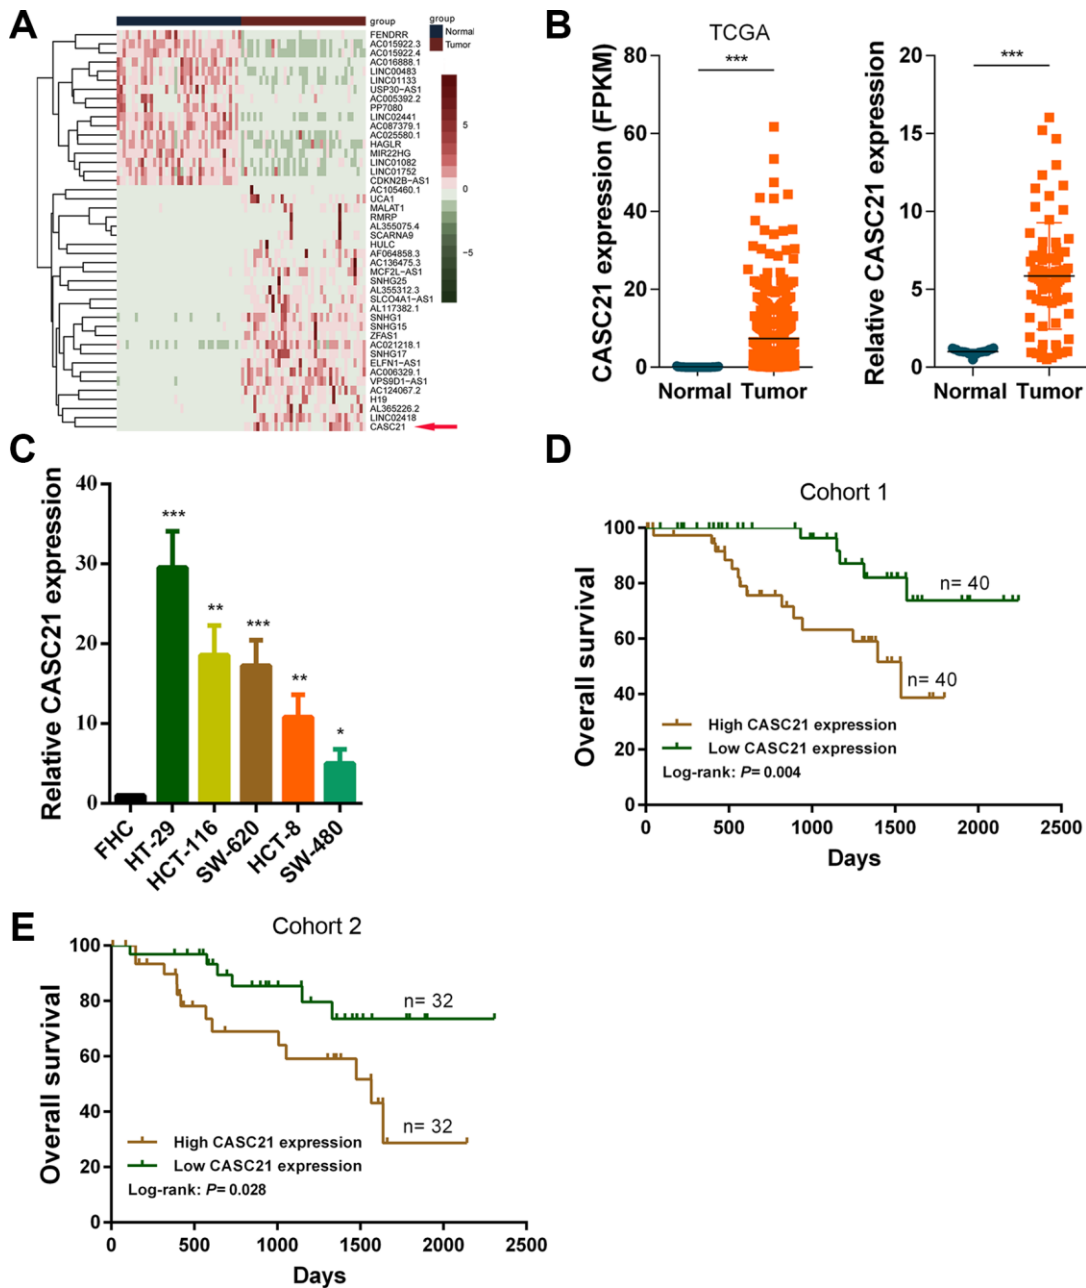 A
group
group
Normal
Tumor
FENDRR
AC015922.3
AC015922.4
AC016888.1
LINC00483
LINC01133
USP30-AS1
AC005392.2
PP7080
LINC02441
AC087379.1
AC025580.1
HAGLR
MIR22HG
LINC01082
LINC01752
CDKN2B-AS1
AC105460.1
UCA1
MALAT1
RMRP
AL355075.4
SCARNA9
HULC
AF064858.3
AC136475.3
MCF2L-AS1
SNHG25
AL355312.3
SLCO4A1-AS1
AL117382.1
SNHG1
SNHG15
ZFAS1
AC021218.1
SNHG17
ELFN1-AS1
AC006329.1
VPS9D1-AS1
AC124067.2
H19
AL365226.2
LINC02418
CASC21
5
0
-5
B
TCGA
CASC21 expression (FPKM)
80
60
40
20
0
***
Normal
Tumor
Relative CASC21 expression
20
15
10
5
0
***
Normal
Tumor
C
Relative CASC21 expression
40
30
20
10
0
***
**
***
**
*
FHC
HT-29
HCT-116
SW-620
HCT-8
SW-480
D
Cohort 1
Overall survival
100
80
60
40
20
0
n= 40
n= 40
High CASC21 expression
Low CASC21 expression
Log-rank: P= 0.004
0
500
1000
1500
2000
2500
Days
E
Cohort 2
Overall survival
100
80
60
40
20
0
n= 32
n= 32
High CASC21 expression
Low CASC21 expression
Log-rank: P= 0.028
0
500
1000
1500
2000
2500
Days